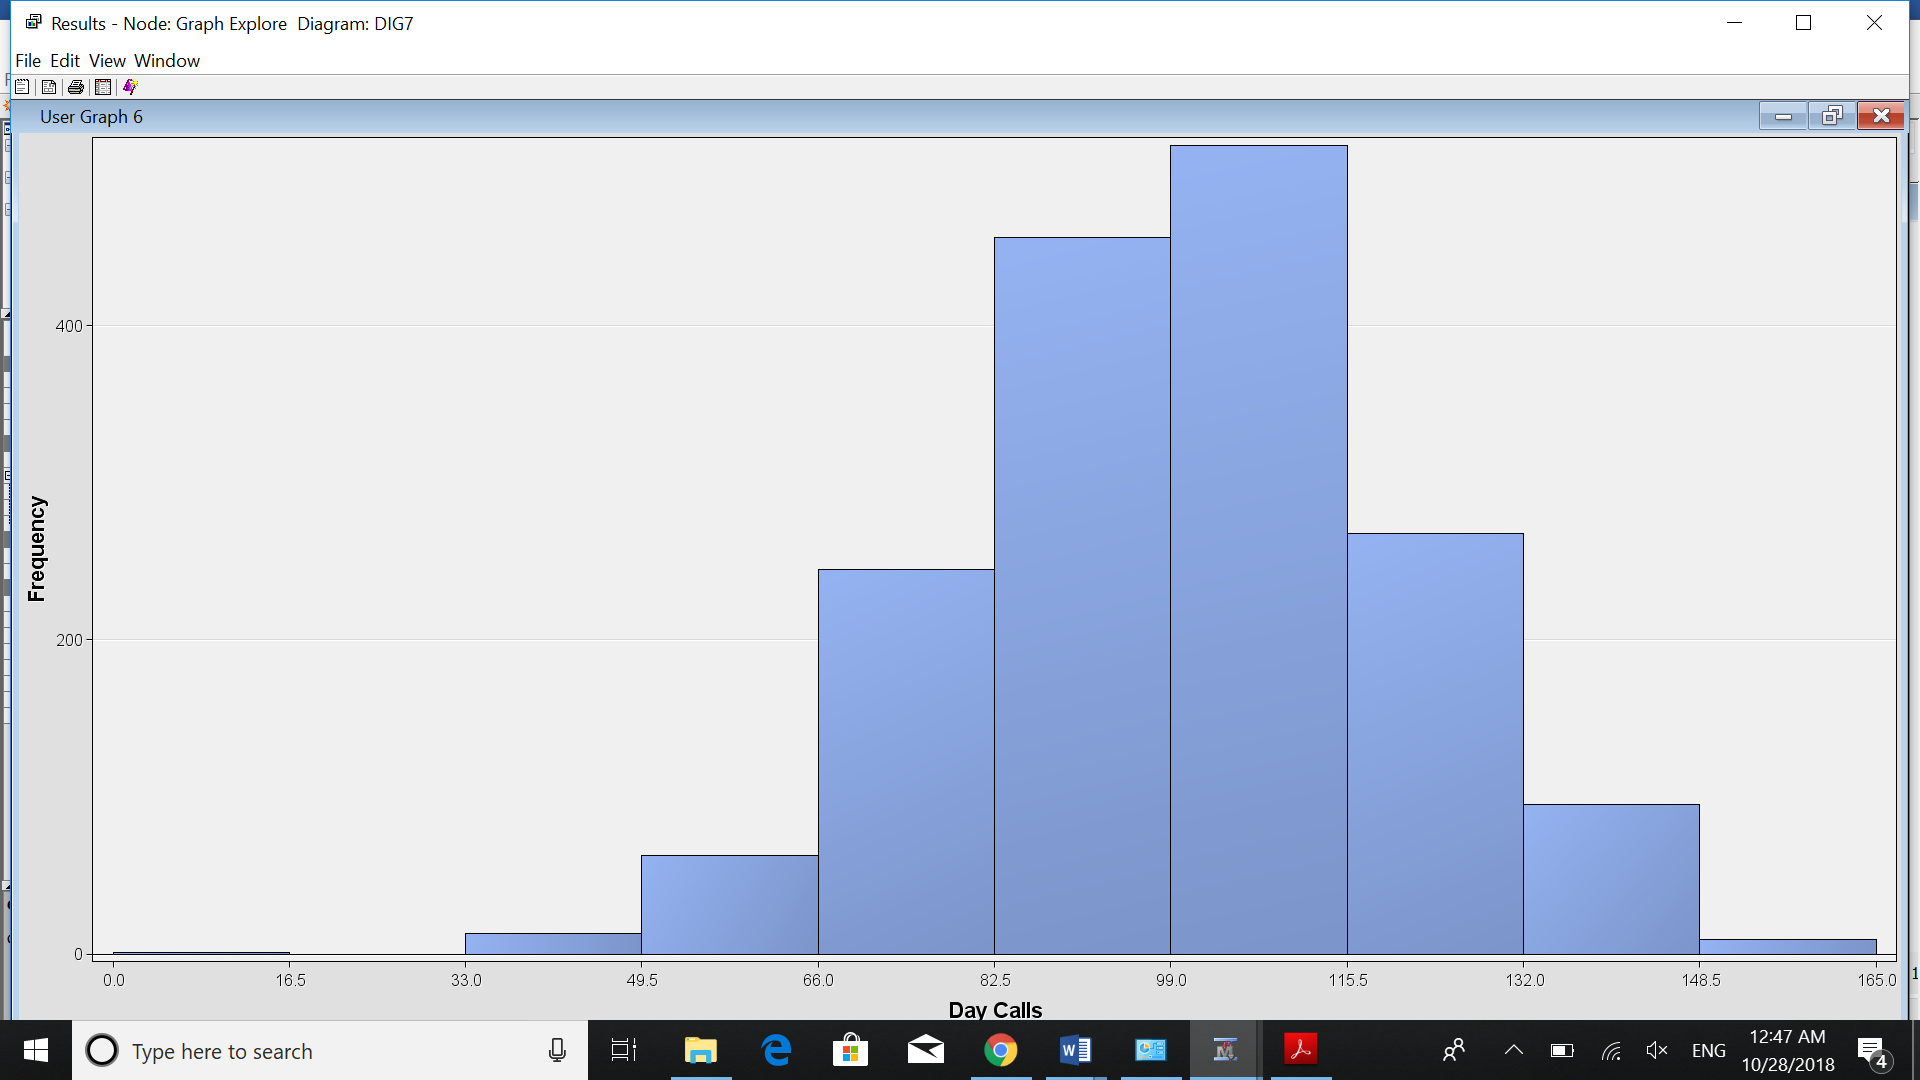 Results - Node: Graph Explore Diagram: DIG7
File Edit View Window
User Graph 6
400
200
0
Frequency
0.0 16.5 33.0 49.5 66.0 82.5 99.0 115.5 132.0 148.5 165.0
Day Calls
Type here to search
ENG
12:47 AM
10/28/2018
4